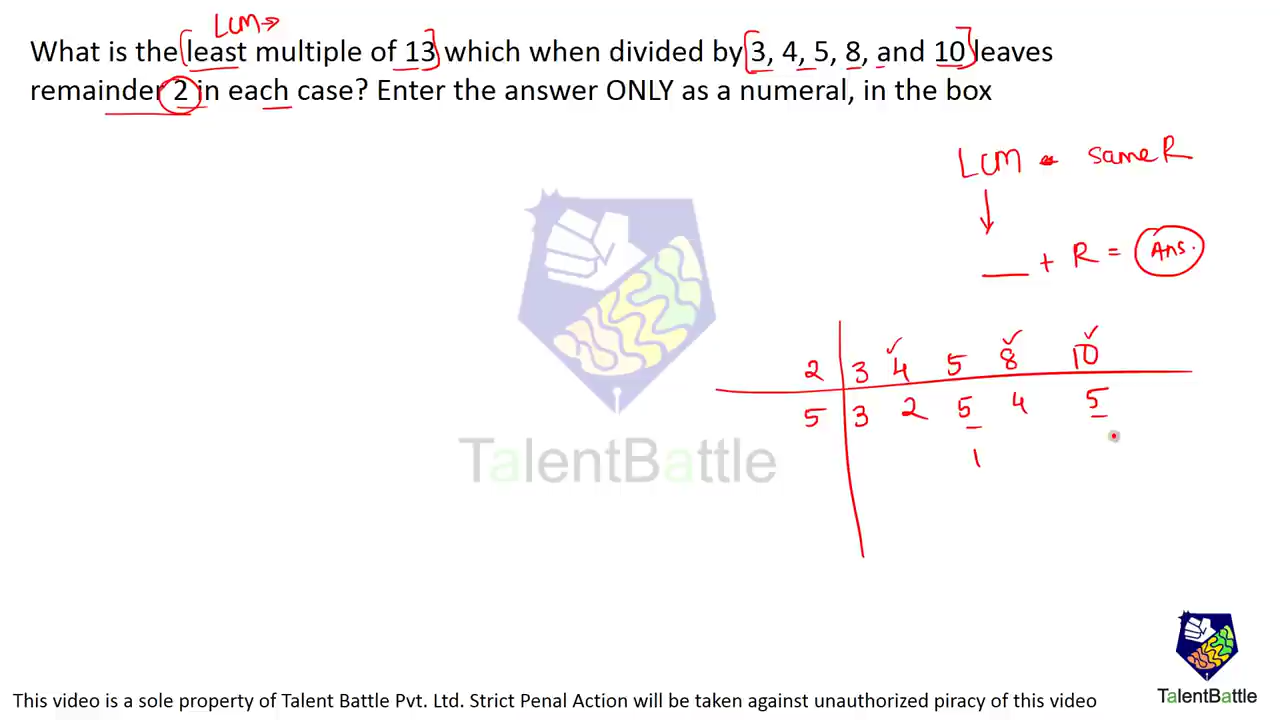 LCM →
What is the [least multiple of 13] which when divided by [3, 4, 5, 8, and 10] leaves
remainder 2 in each case? Enter the answer ONLY as a numeral, in the box
LCM - same R
__ + R = Ans.
2 3 4 5 8 10
5 3 2 5 4 5
1
TalentBattle
TalentBattle
This video is a sole property of Talent Battle Pvt. Ltd. Strict Penal Action will be taken against unauthorized piracy of this video